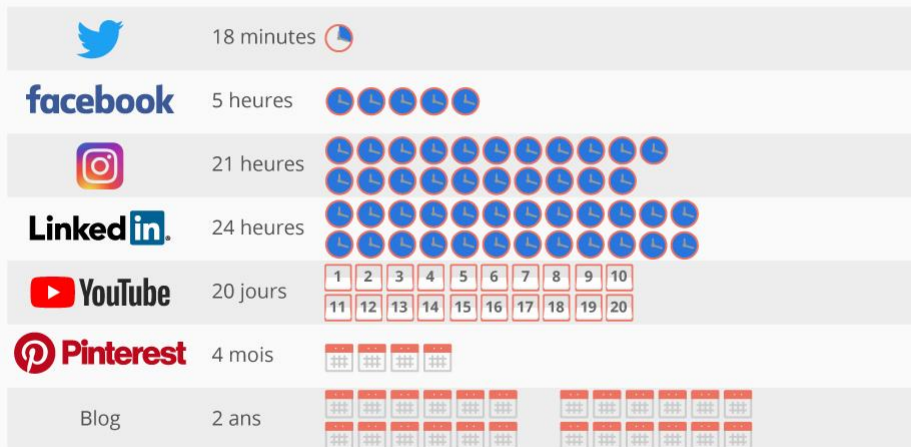 18 minutes
facebook 5 heures
21 heures
Linked in. 24 heures
YouTube 20 jours
1 2 3 4 5 6 7 8 9 10
11 12 13 14 15 16 17 18 19 20
Pinterest 4 mois
Blog 2 ans